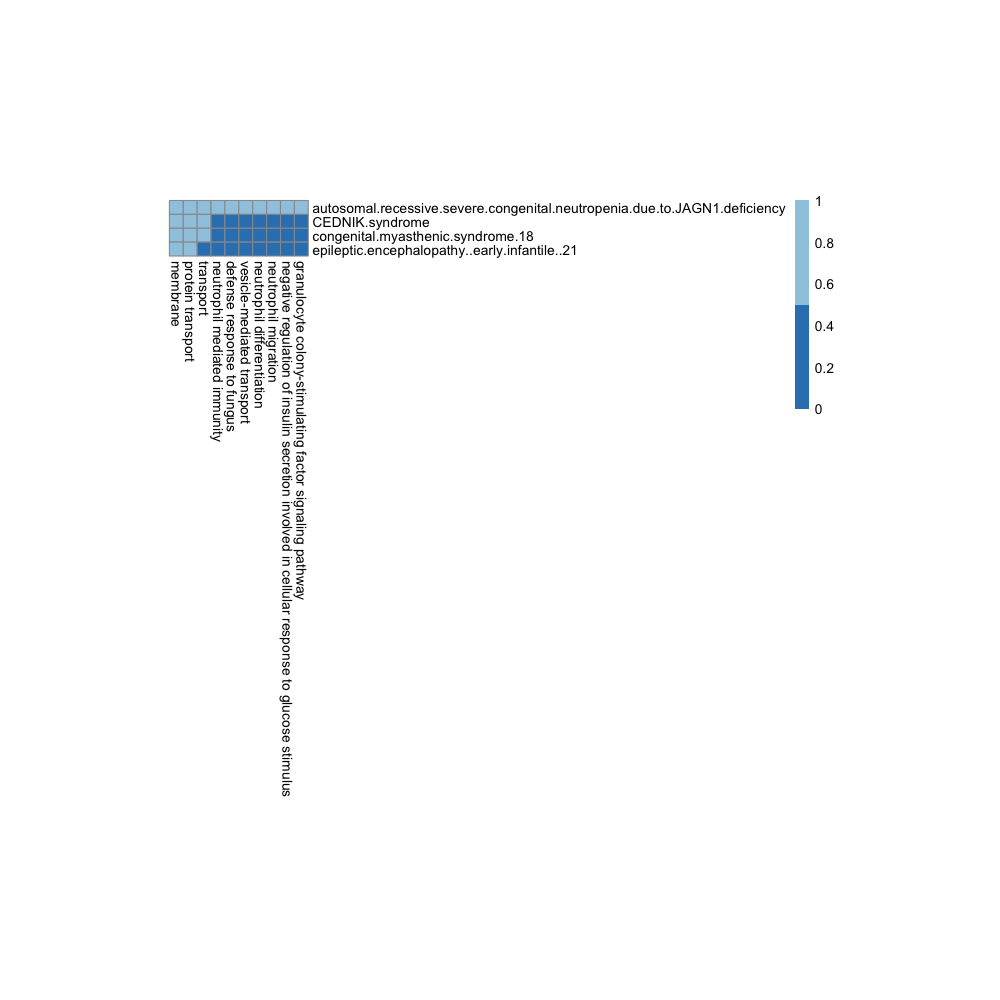 autosomal.recessive.severe.congenital.neutropenia.due.to.JAGN1.deficiency
CEDNIK.syndrome
congenital.myasthenic.syndrome.18
epileptic.encephalopathy..early.infantile..21
membrane
protein transport
transport
neutrophil mediated immunity
defense response to fungus
vesicle-mediated transport
neutrophil differentiation
neutrophil migration
negative regulation of insulin secretion involved in cellular response to glucose stimulus
granulocyte colony-stimulating factor signaling pathway
1
0.8
0.6
0.4
0.2
0